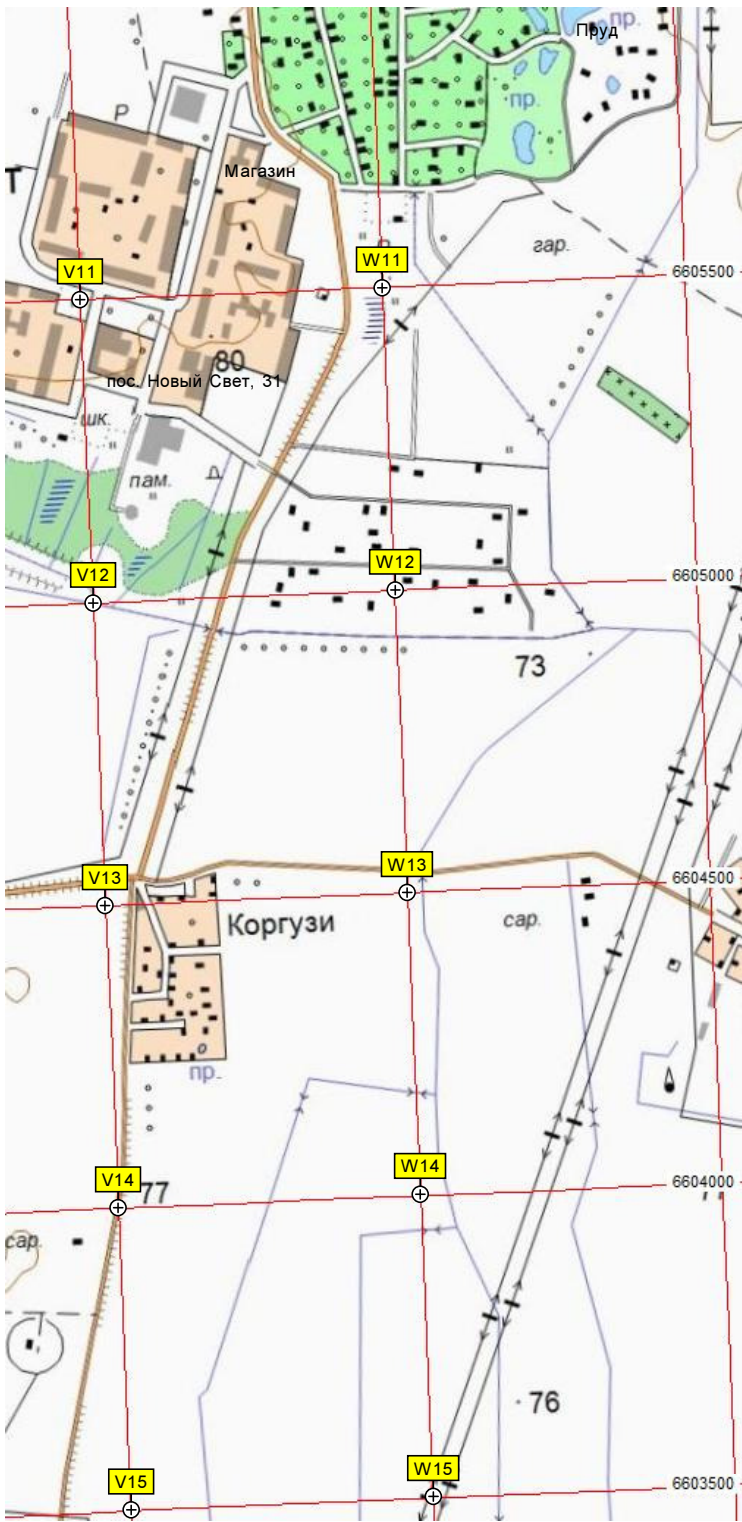 пр.
Пруд
Р
пр.
Магазин
Т
гар.
V11
W11
6605500
80
пос. Новый Свет, 31
шк.
пам.
V12
W12
6605000
73
V13
W13
6604500
Коргузи
сар.
пр.
V14
W14
77
6604000
сар.
76
V15
W15
6603500